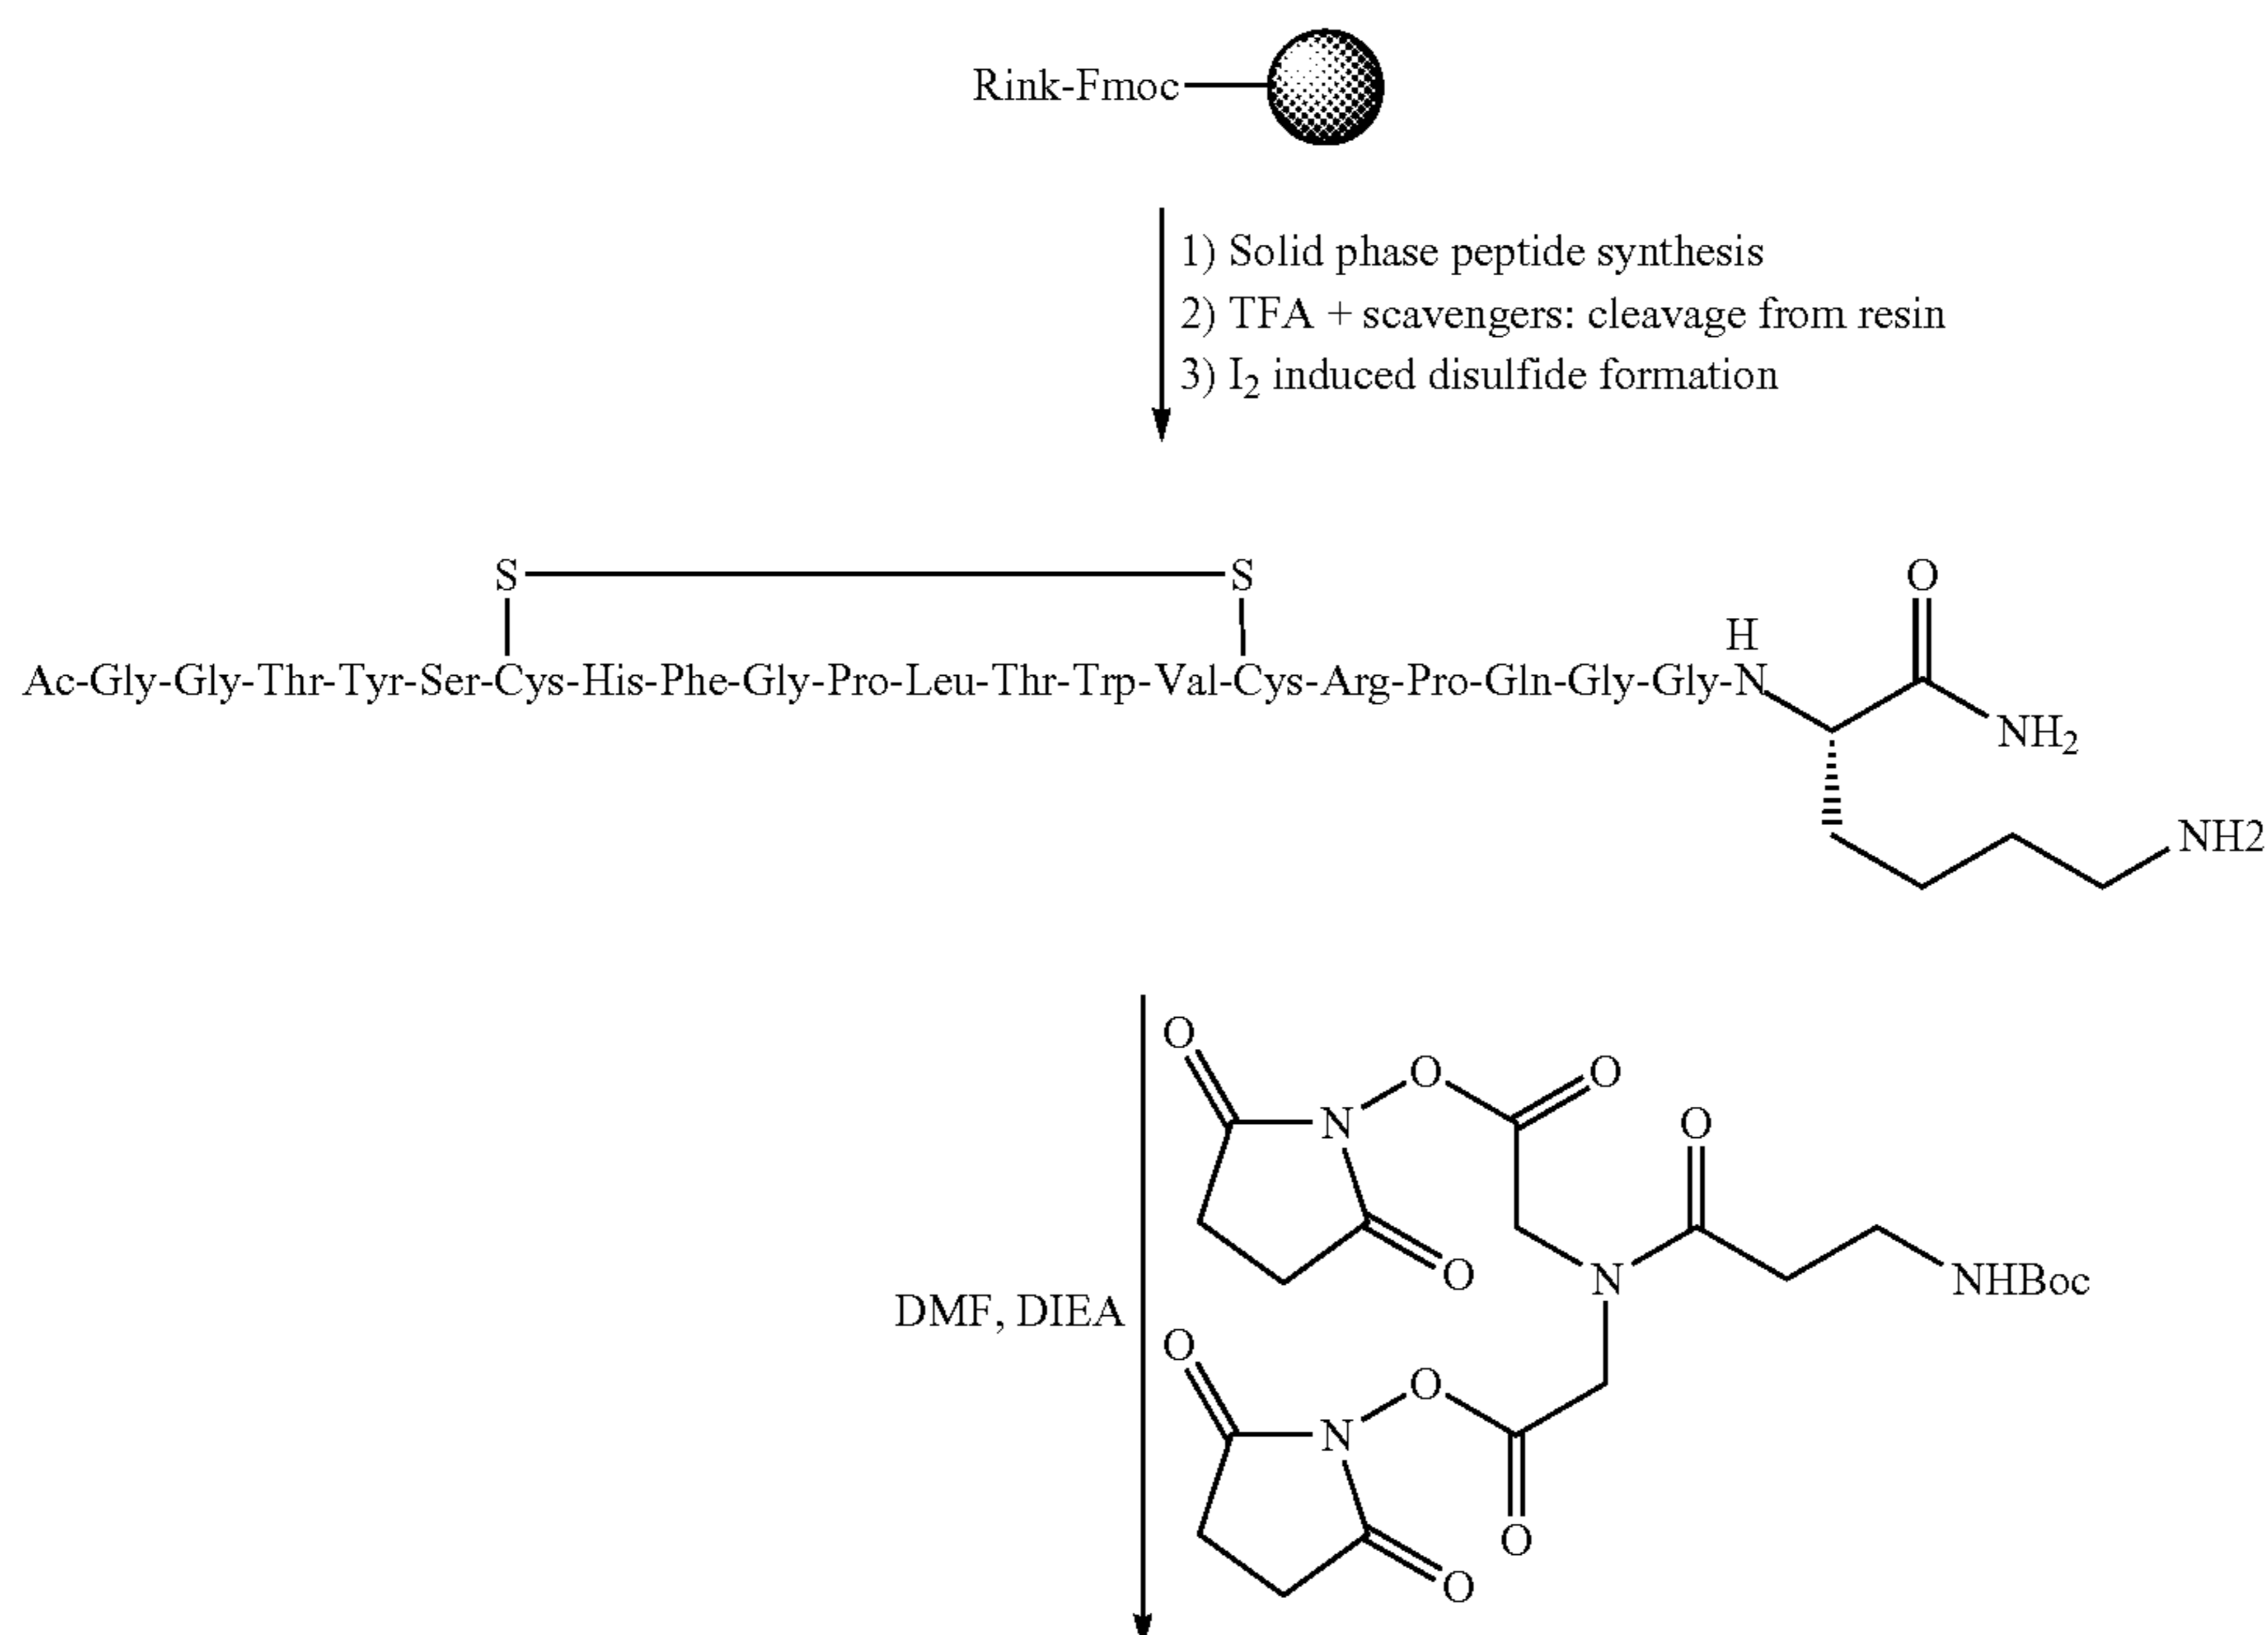 Rink-Fmoc
1) Solid phase peptide synthesis
2) TFA + scavengers: cleavage from resin
3) I2 induced disulfide formation
S S O
H
Ac-Gly-Gly-Thr-Tyr-Ser-Cys-His-Phe-Gly-Pro-Leu-Thr-Trp-Val-Cys-Arg-Pro-Gln-Gly-Gly-N
NH2
NH2
O
O O
N O
O
N NHBoc
DMF, DIEA
O
O
N
O
O